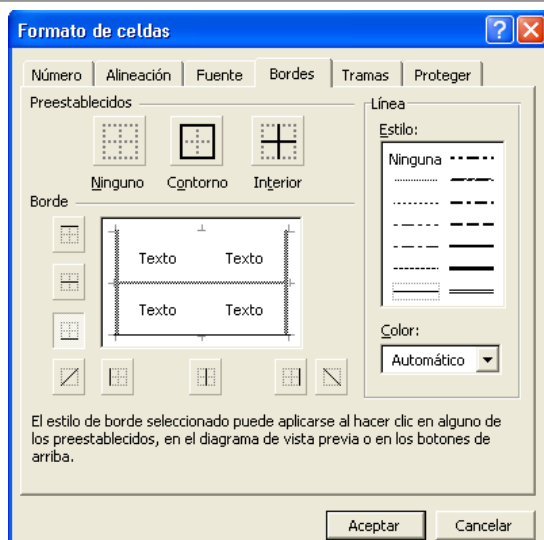 Formato de celdas
Número Alineación Fuente Bordes Tramas Proteger
Preestablecidos
Ninguno Contorno Interior
Borde
Texto Texto
Texto Texto
Línea
Estilo:
Ninguna
Color:
Automático
El estilo de borde seleccionado puede aplicarse al hacer clic en alguno de
los preestablecidos, en el diagrama de vista previa o en los botones de
arriba.
Aceptar Cancelar